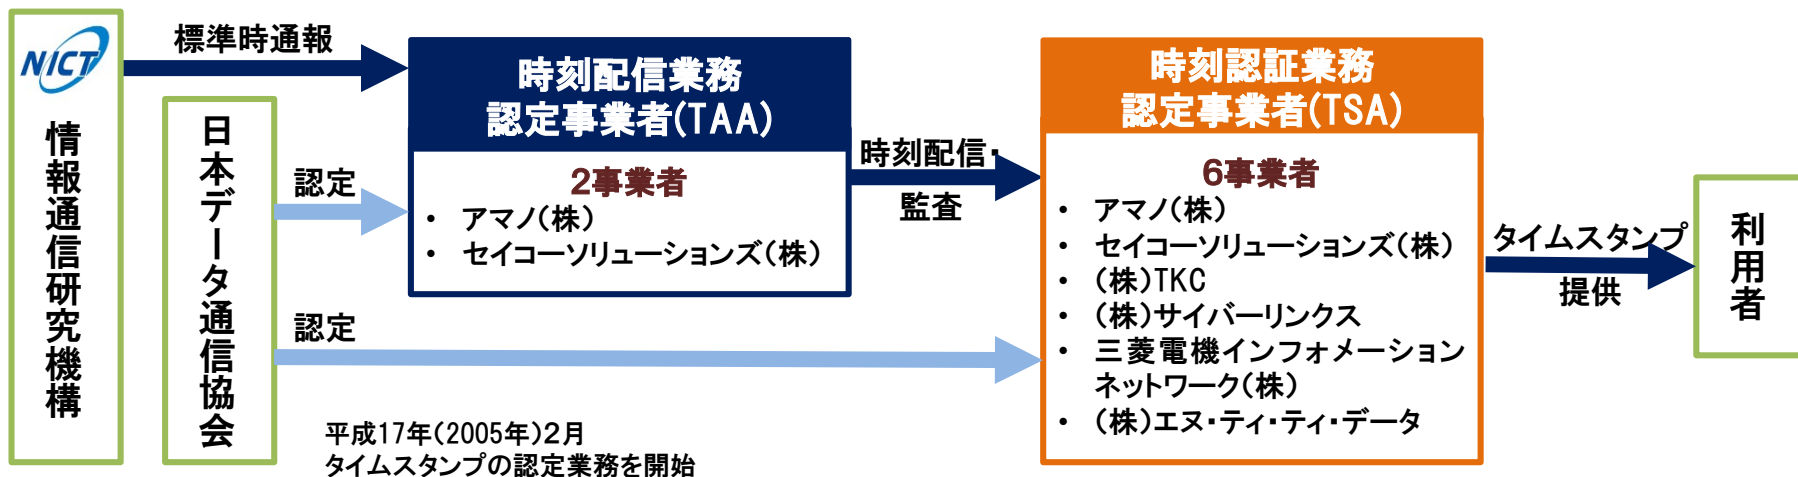 NICT
情報通信研究機構
標準時通報
日本データ通信協会
認定
認定
時刻配信業務
認定事業者(TAA)
2事業者
• アマノ(株)
• セイコーソリューションズ(株)
時刻配信・
監査
時刻認証業務
認定事業者(TSA)
6事業者
• アマノ(株)
• セイコーソリューションズ(株)
• (株)TKC
• (株)サイバーリンクス
• 三菱電機インフォメーション
ネットワーク(株)
• (株)エヌ・ティ・ティ・データ
タイムスタンプ
提供
利用者
平成17年(2005年)2月
タイムスタンプの認定業務を開始